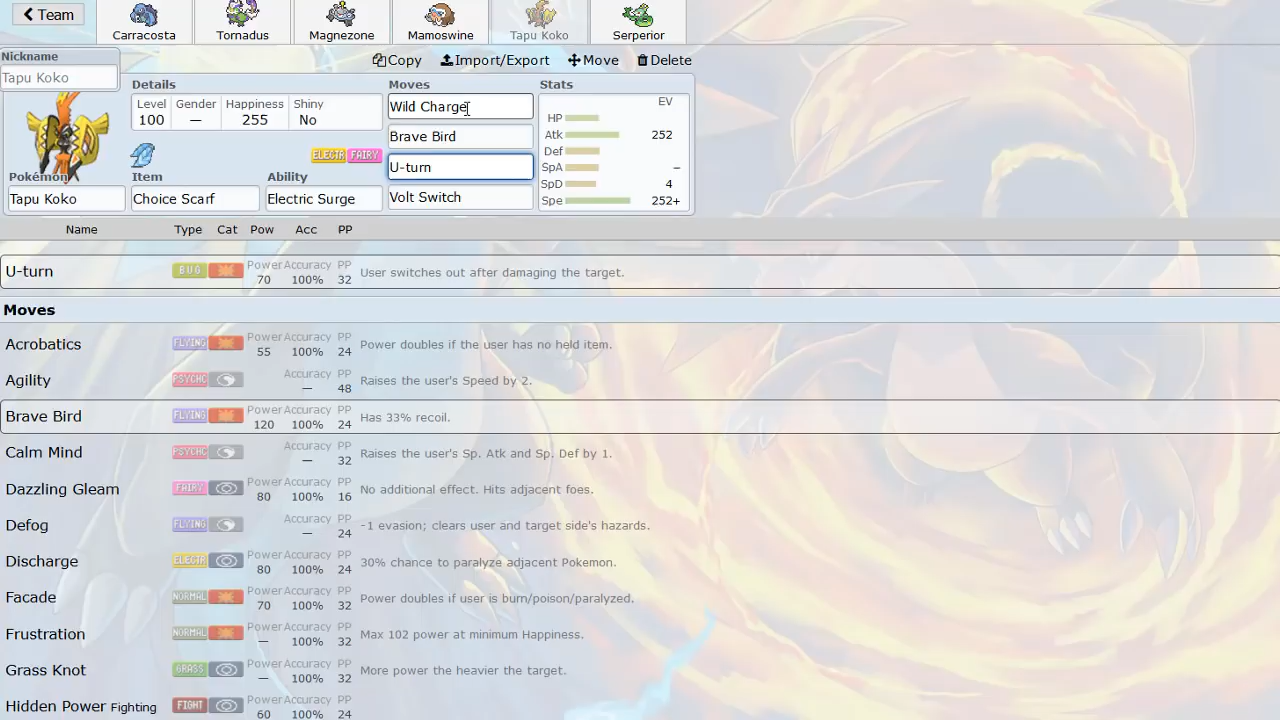 Team
Carracosta
Tornadus
Magnezone
Mamoswine
Tapu Koko
Serperior
Nickname
Tapu Koko
Copy
Import/Export
Move
Delete
Details
Level
100
Gender
—
Happiness
255
Shiny
No
ELECTR FAIRY
Pokémon
Tapu Koko
Item
Choice Scarf
Ability
Electric Surge
Moves
Wild Charge
Brave Bird
U-turn
Volt Switch
Stats
EV
HP
Atk 252
Def
SpA –
SpD 4
Spe 252+
Name Type Cat Pow Acc PP
U-turn BUG Power 70 Accuracy 100% PP 32 User switches out after damaging the target.
Moves
Acrobatics FLYING Power 55 Accuracy 100% PP 24 Power doubles if the user has no held item.
Agility PSYCHC Accuracy — PP 48 Raises the user's Speed by 2.
Brave Bird FLYING Power 120 Accuracy 100% PP 24 Has 33% recoil.
Calm Mind PSYCHC Accuracy — PP 32 Raises the user's Sp. Atk and Sp. Def by 1.
Dazzling Gleam FAIRY Power 80 Accuracy 100% PP 16 No additional effect. Hits adjacent foes.
Defog FLYING Accuracy — PP 24 -1 evasion; clears user and target side's hazards.
Discharge ELECTR Power 80 Accuracy 100% PP 24 30% chance to paralyze adjacent Pokemon.
Facade NORMAL Power 70 Accuracy 100% PP 32 Power doubles if user is burn/poison/paralyzed.
Frustration NORMAL Power — Accuracy 100% PP 32 Max 102 power at minimum Happiness.
Grass Knot GRASS Power — Accuracy 100% PP 32 More power the heavier the target.
Hidden Power Fighting FIGHT Power 60 Accuracy 100% PP 24